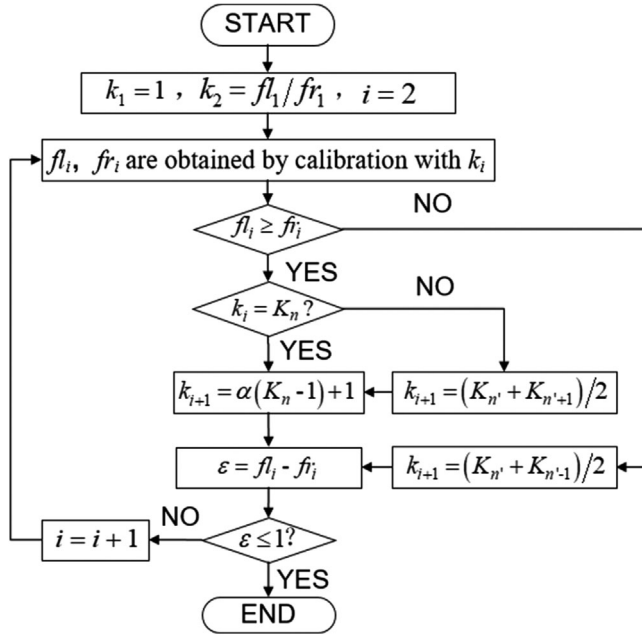 START
k₁ = 1 , k₂ = fl₁/fr₁ , i = 2
flᵢ, frᵢ are obtained by calibration with kᵢ
NO
flᵢ ≥ frᵢ
YES
NO
kᵢ = Kₙ?
YES
kᵢ₊₁ = α(Kₙ -1)+1
kᵢ₊₁ = (Kₙ' + Kₙ'₊₁)/2
ε = flᵢ - frᵢ
kᵢ₊₁ = (Kₙ' + Kₙ'₋₁)/2
NO
i = i + 1
ε ≤ 1?
YES
END